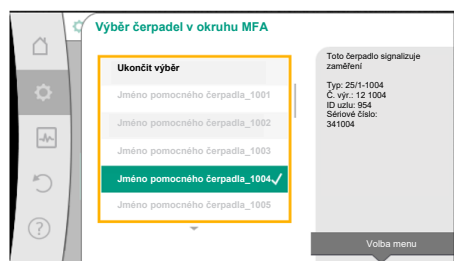 Výběr čerpadel v okruhu MFA
Ukončit výběr
Jméno pomocného čerpadla_1001
Jméno pomocného čerpadla_1002
Jméno pomocného čerpadla_1003
Jméno pomocného čerpadla_1004
Jméno pomocného čerpadla_1005
Toto čerpadlo signalizuje
zaměření
Typ: 25/1-1004
Č. výr.: 12 1004
ID uzlu: 954
Sériové číslo:
341004
Volba menu
?